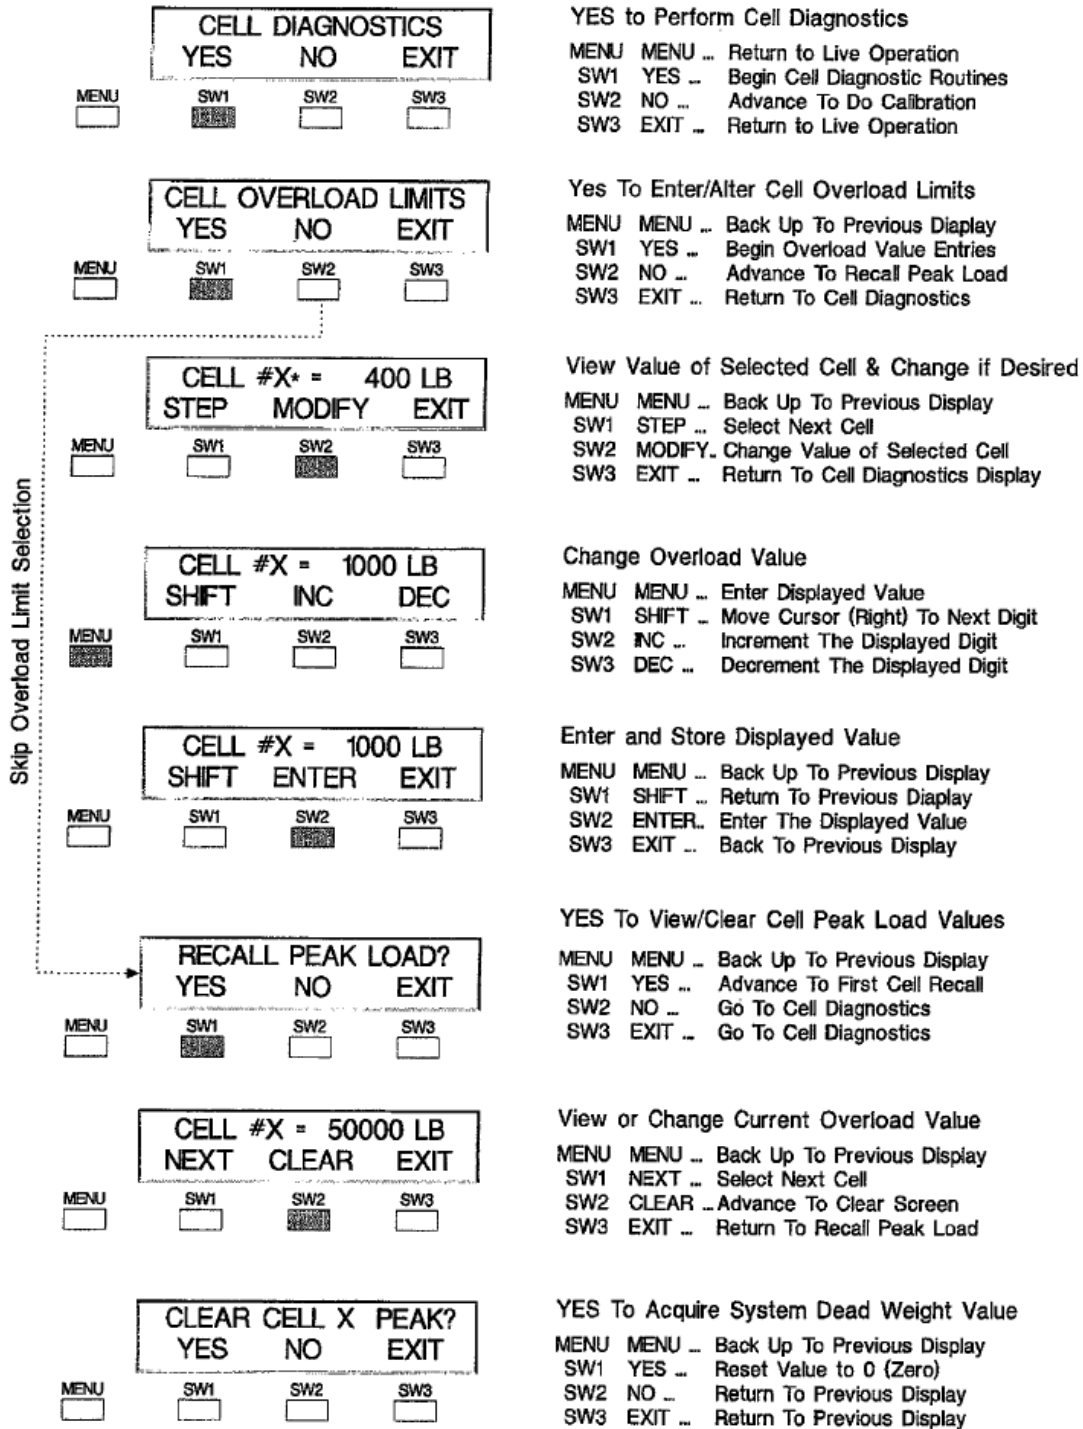 CELL DIAGNOSTICS
YES NO EXIT
MENU SW1 SW2 SW3
YES to Perform Cell Diagnostics
MENU MENU ... Return to Live Operation
SW1 YES ... Begin Cell Diagnostic Routines
SW2 NO ... Advance To Do Calibration
SW3 EXIT ... Return to Live Operation
CELL OVERLOAD LIMITS
YES NO EXIT
MENU SW1 SW2 SW3
Yes To Enter/Alter Cell Overload Limits
MENU MENU ... Back Up To Previous Diaplay
SW1 YES ... Begin Overload Value Entries
SW2 NO ... Advance To Recall Peak Load
SW3 EXIT ... Return To Cell Diagnostics
Skip Overload Limit Selection
CELL #X* = 400 LB
STEP MODIFY EXIT
MENU SW1 SW2 SW3
View Value of Selected Cell & Change if Desired
MENU MENU ... Back Up To Previous Display
SW1 STEP ... Select Next Cell
SW2 MODIFY.. Change Value of Selected Cell
SW3 EXIT ... Return To Cell Diagnostics Display
CELL #X = 1000 LB
SHIFT INC DEC
MENU SW1 SW2 SW3
Change Overload Value
MENU MENU ... Enter Displayed Value
SW1 SHIFT ... Move Cursor (Right) To Next Digit
SW2 INC ... Increment The Displayed Digit
SW3 DEC ... Decrement The Displayed Digit
CELL #X = 1000 LB
SHIFT ENTER EXIT
MENU SW1 SW2 SW3
Enter and Store Displayed Value
MENU MENU ... Back Up To Previous Display
SW1 SHIFT ... Return To Previous Diaplay
SW2 ENTER.. Enter The Displayed Value
SW3 EXIT ... Back To Previous Display
RECALL PEAK LOAD?
YES NO EXIT
MENU SW1 SW2 SW3
YES To View/Clear Cell Peak Load Values
MENU MENU ... Back Up To Previous Display
SW1 YES ... Advance To First Cell Recall
SW2 NO ... Go To Cell Diagnostics
SW3 EXIT ... Go To Cell Diagnostics
CELL #X = 50000 LB
NEXT CLEAR EXIT
MENU SW1 SW2 SW3
View or Change Current Overload Value
MENU MENU ... Back Up To Previous Display
SW1 NEXT ... Select Next Cell
SW2 CLEAR ... Advance To Clear Screen
SW3 EXIT ... Return To Recall Peak Load
CLEAR CELL X PEAK?
YES NO EXIT
MENU SW1 SW2 SW3
YES To Acquire System Dead Weight Value
MENU MENU ... Back Up To Previous Display
SW1 YES ... Reset Value to 0 (Zero)
SW2 NO ... Return To Previous Display
SW3 EXIT ... Return To Previous Display